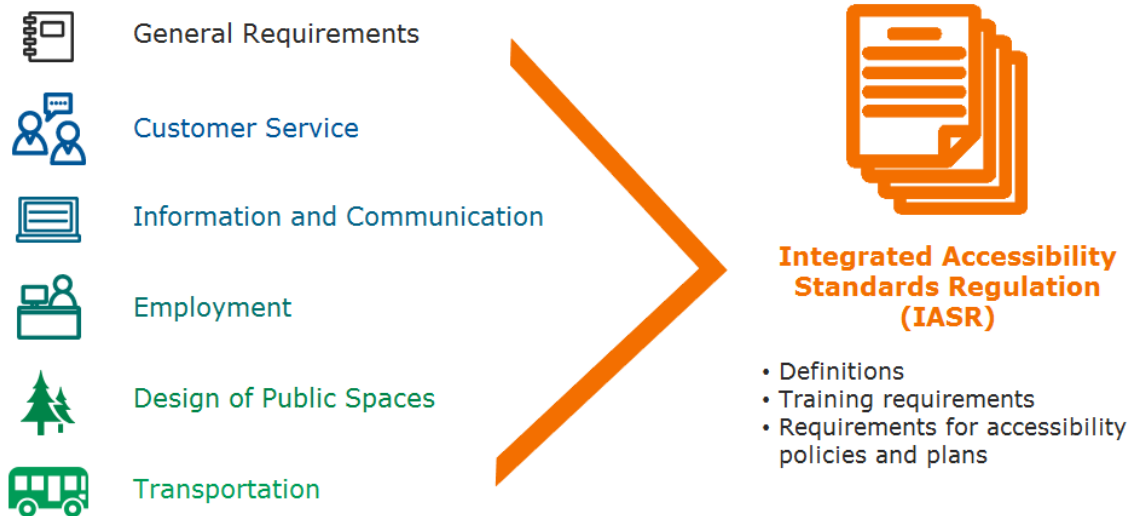 General Requirements
Customer Service
Information and Communication
Employment
Design of Public Spaces
Transportation
Integrated Accessibility
Standards Regulation
(IASR)
• Definitions
• Training requirements
• Requirements for accessibility
policies and plans